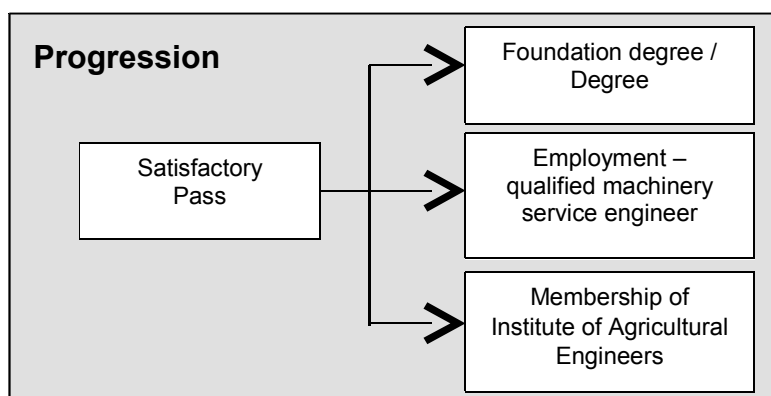 Progression
Satisfactory
Pass
Foundation degree /
Degree
Employment –
qualified machinery
service engineer
Membership of
Institute of Agricultural
Engineers